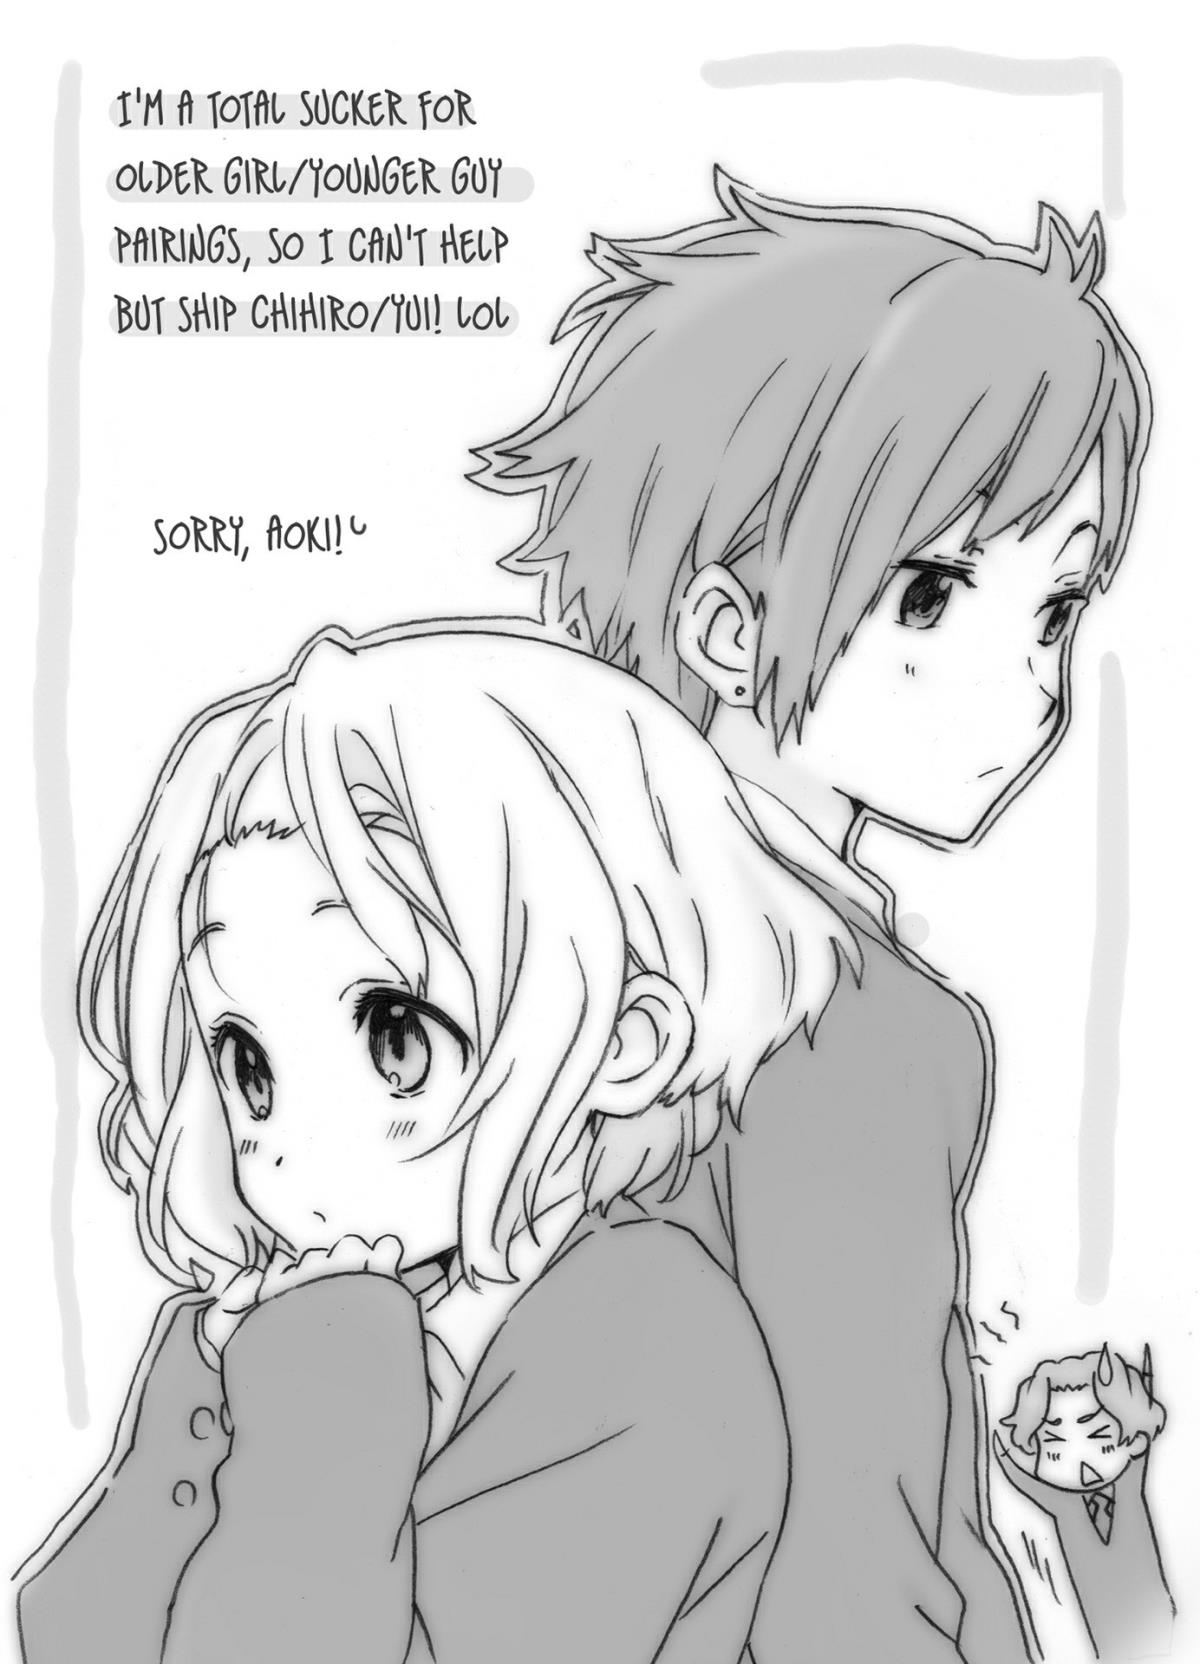 I'M A TOTAL SUCKER FOR
OLDER GIRL/YOUNGER GUY
PAIRINGS, SO I CAN'T HELP
BUT SHIP CHIHIRO/YUI! LOL
SORRY, AOKI!